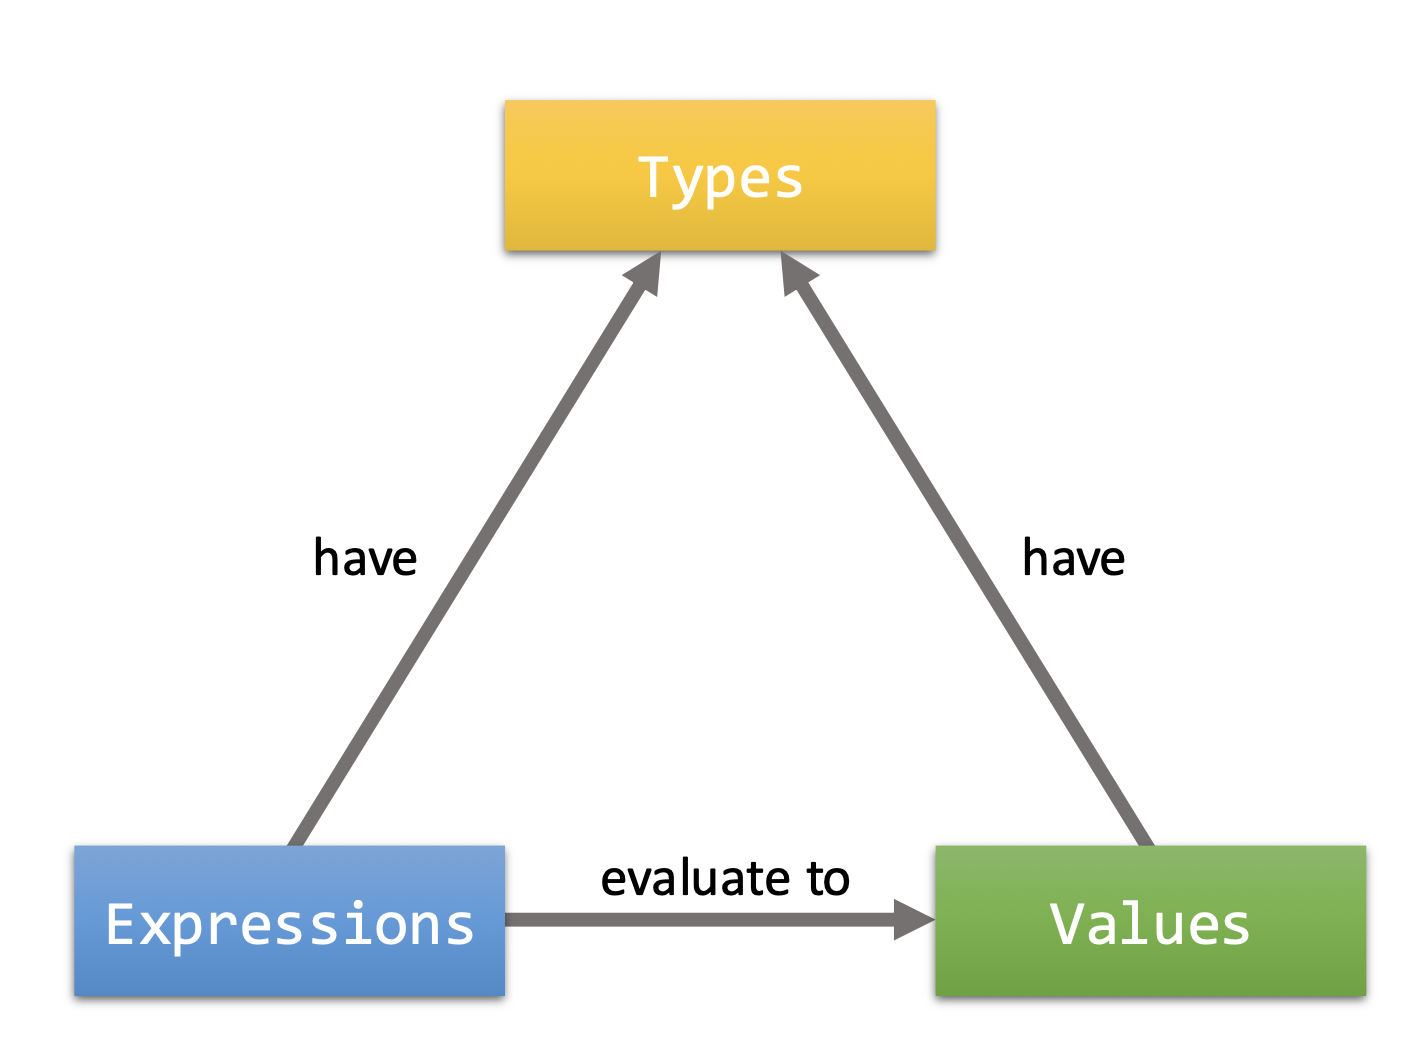 Types
have
have
evaluate to
Expressions
Values